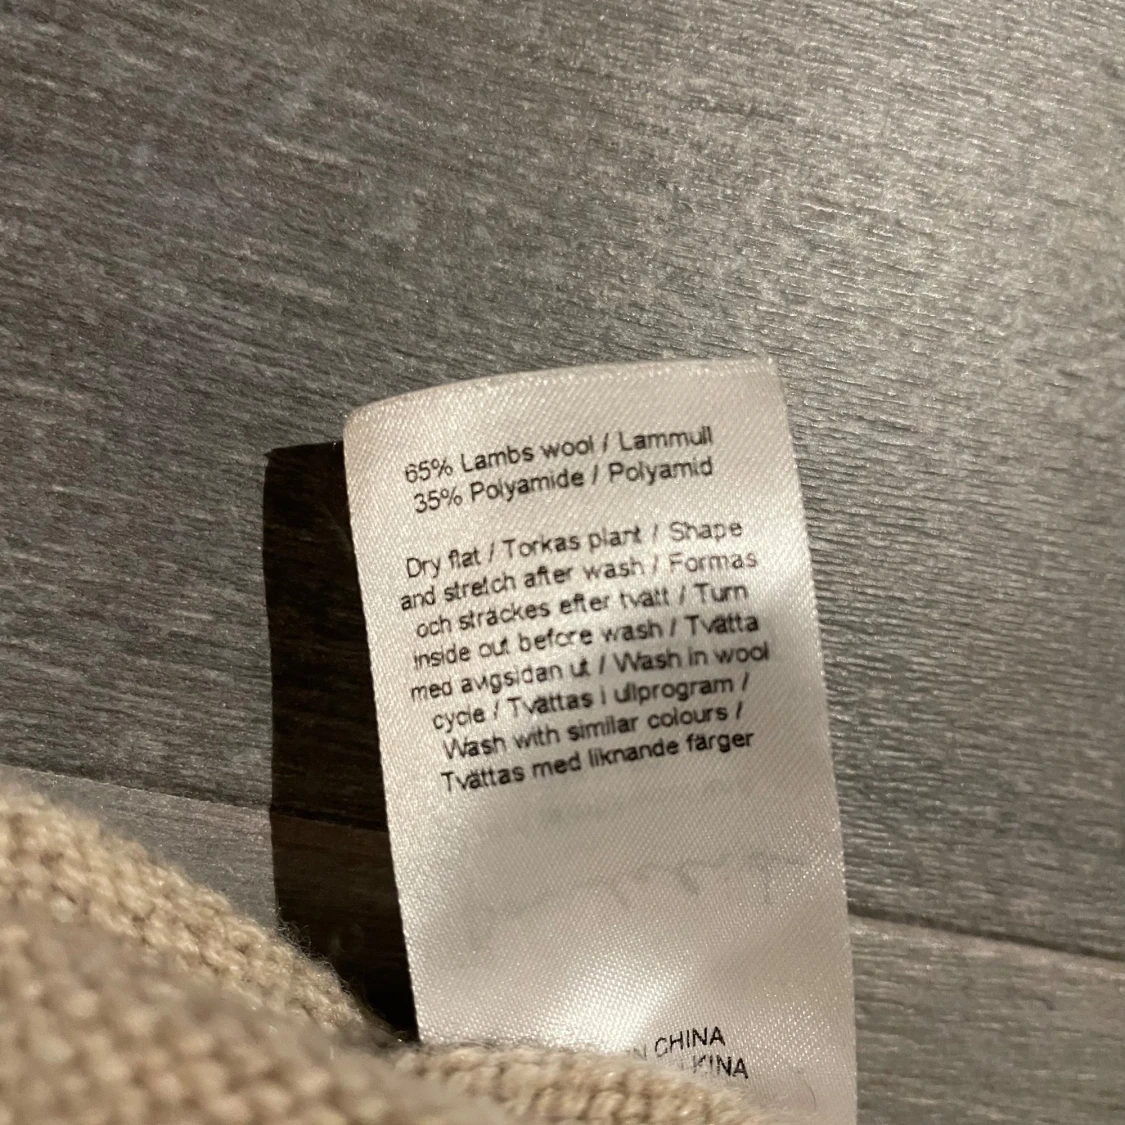 65% Lambs wool / Lammull
35% Polyamide / Polyamid
Dry flat / Torkas plant / Shape
and stretch after wash / Formas
och sträckes efter tvätt / Turn
inside out before wash / Tvätta
med avigsidan ut / Wash in wool
cycle / Tvättas i ullprogram /
Wash with similar colours /
Tvättas med liknande färger
CHINA
KINA